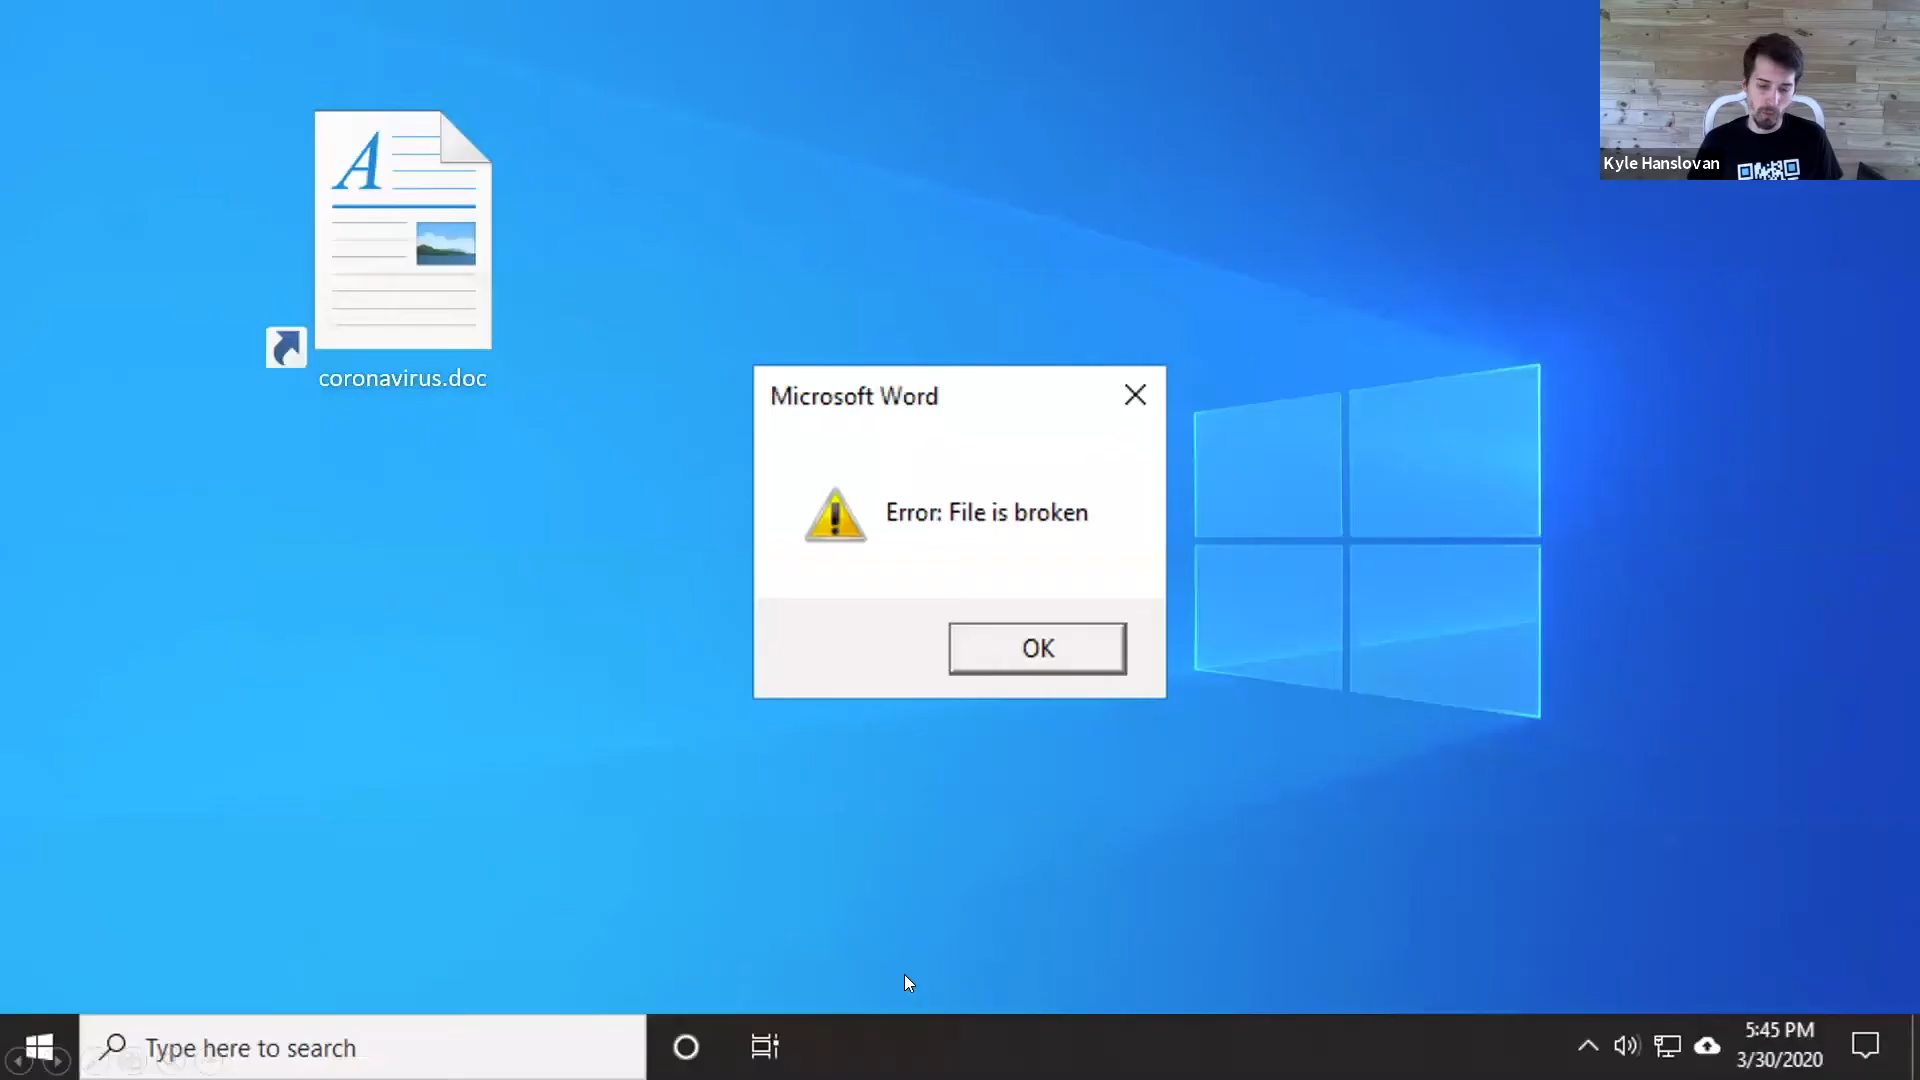 Kyle Hanslovan
A
coronavirus.doc
Microsoft Word
Error: File is broken
OK
Type here to search
5:45 PM
3/30/2020